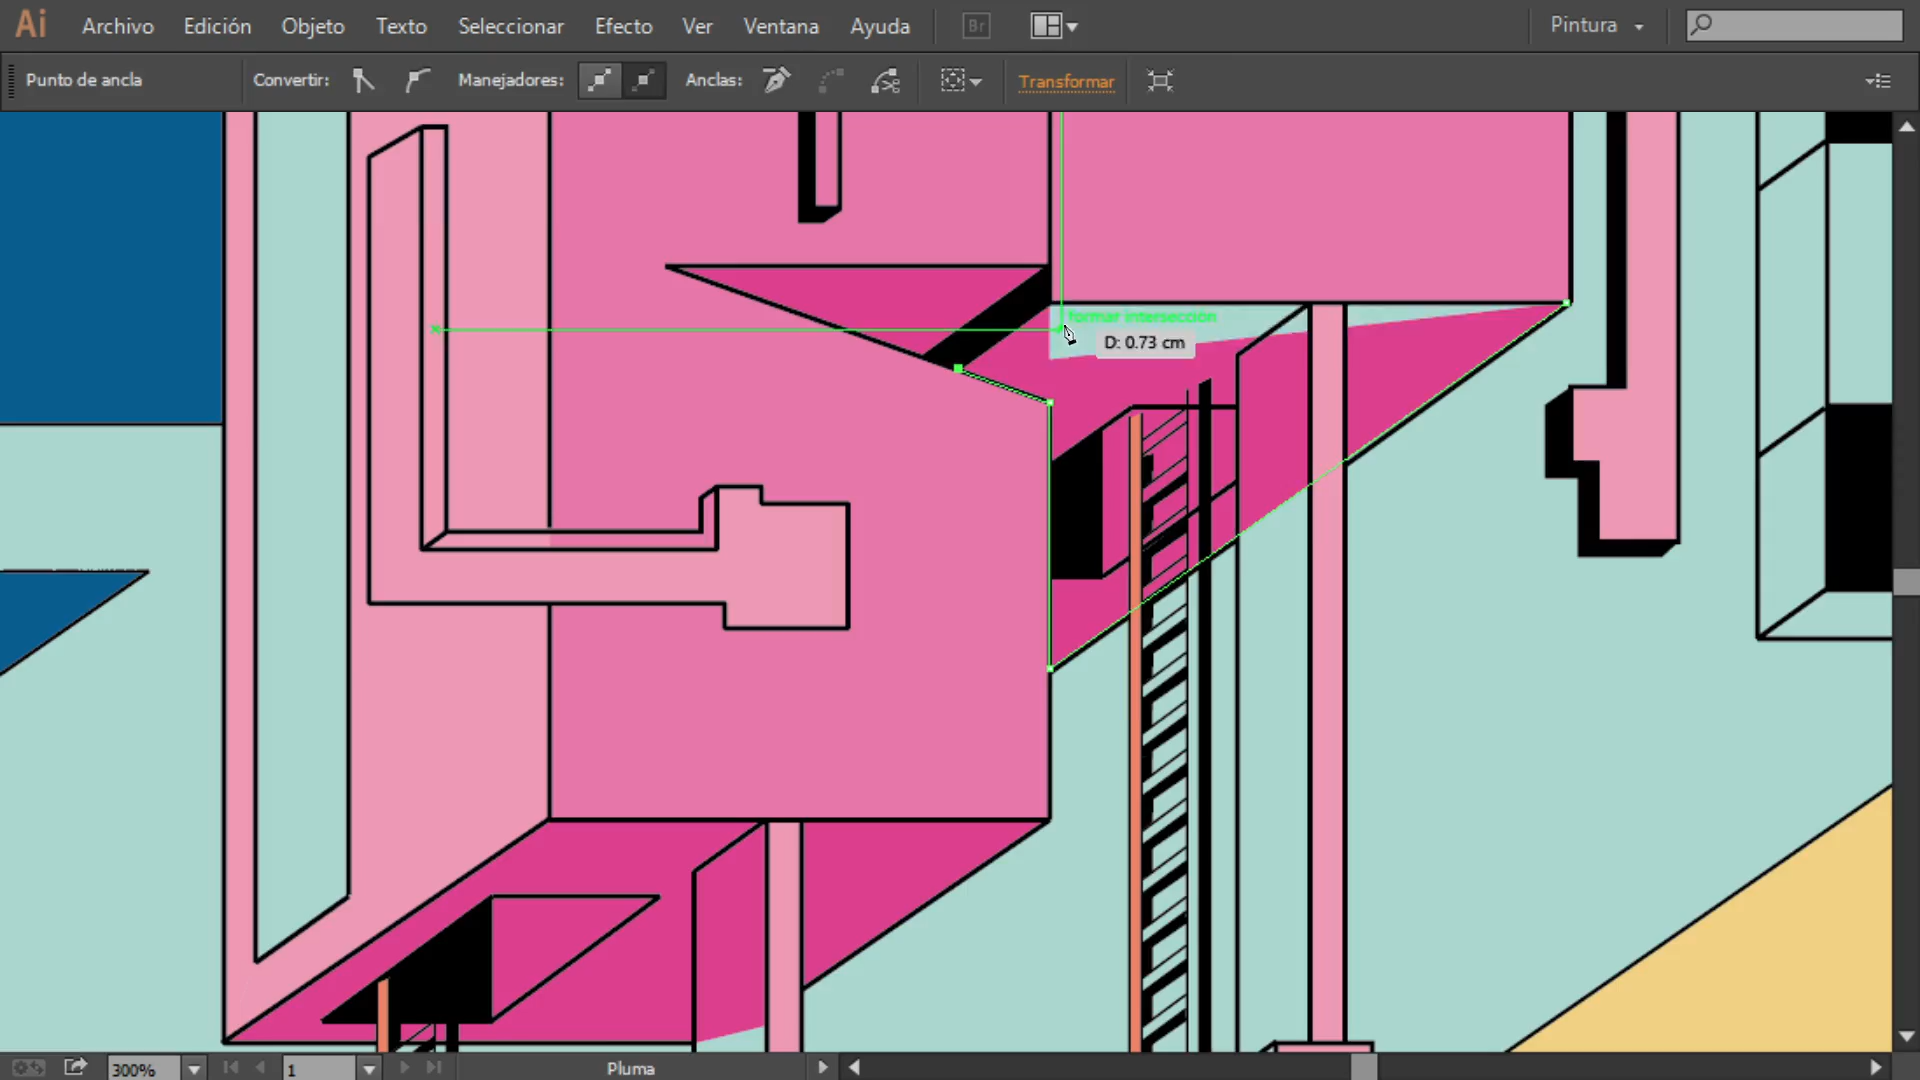 Ai Archivo Edición Objeto Texto Seleccionar Efecto Ver Ventana Ayuda Br Pintura
Punto de ancla Convertir: Manejadores: Anclas: Transformar
formar intersección
D: 0.73 cm
300% 1 Pluma